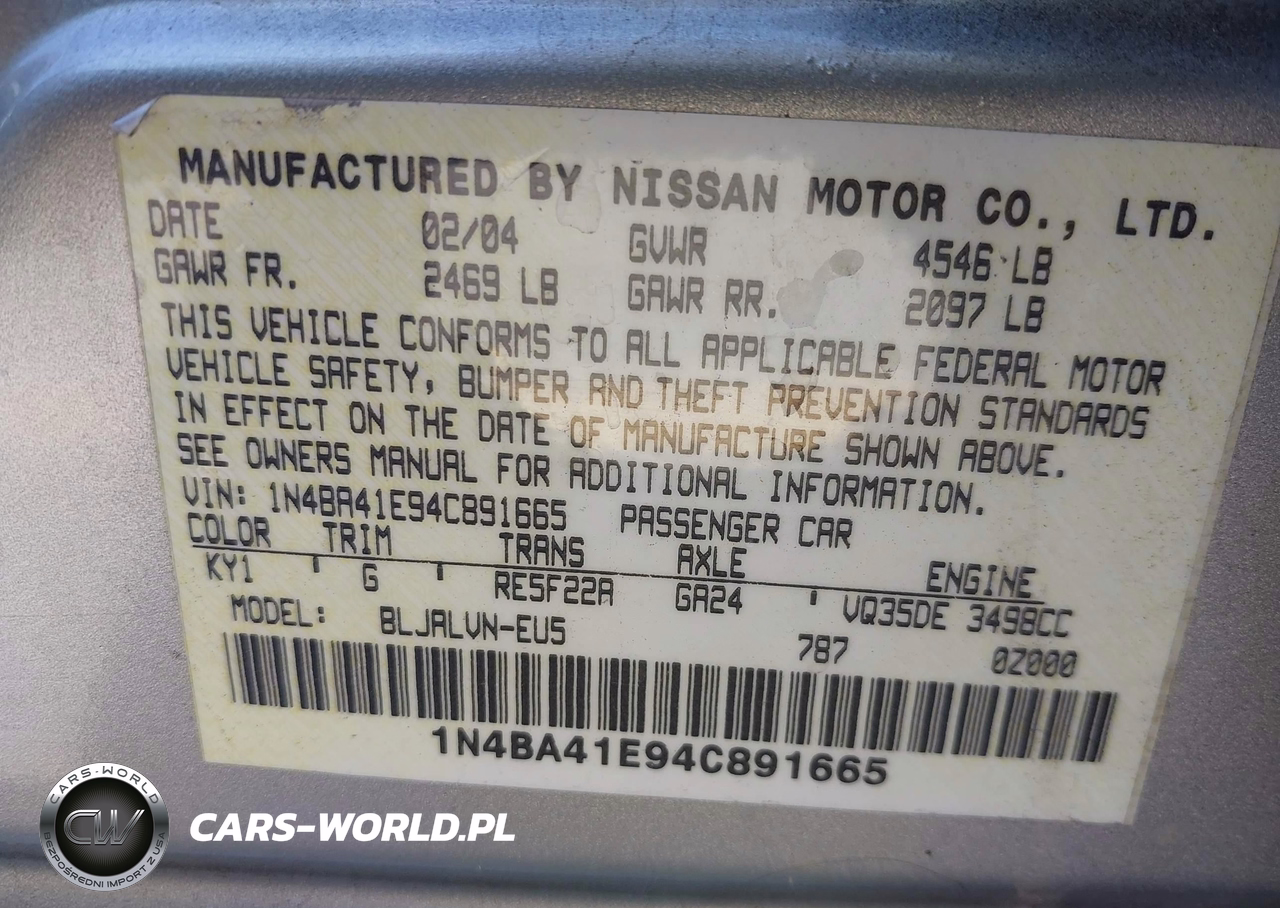 MANUFACTURED BY NISSAN MOTOR CO., LTD.
DATE 02/04 GVWR 4546 LB
GAWR FR. 2469 LB GAWR RR. 2097 LB
THIS VEHICLE CONFORMS TO ALL APPLICABLE FEDERAL MOTOR
VEHICLE SAFETY, BUMPER AND THEFT PREVENTION STANDARDS
IN EFFECT ON THE DATE OF MANUFACTURE SHOWN ABOVE.
SEE OWNERS MANUAL FOR ADDITIONAL INFORMATION.
VIN: 1N4BA41E94C891665 PASSENGER CAR
COLOR TRIM TRANS AXLE ENGINE
KY1 G RE5F22A GA24 VQ35DE 3498CC
MODEL: BLJALVN-EU5 787 0Z000
1N4BA41E94C891665
CARS-WORLD
CW
BEZPOŚREDNI IMPORT Z USA
CARS-WORLD.PL